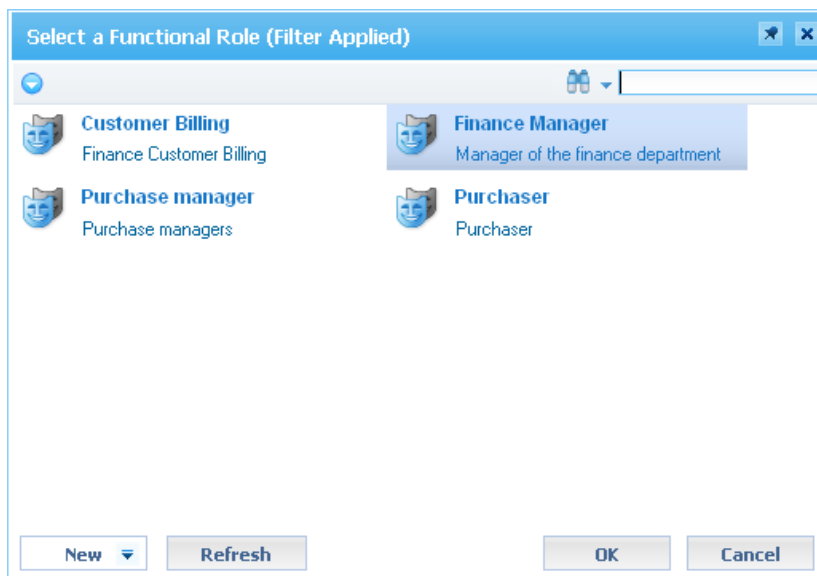 Select a Functional Role (Filter Applied)
Customer Billing
Finance Customer Billing
Finance Manager
Manager of the finance department
Purchase manager
Purchase managers
Purchaser
Purchaser
New
Refresh
OK
Cancel